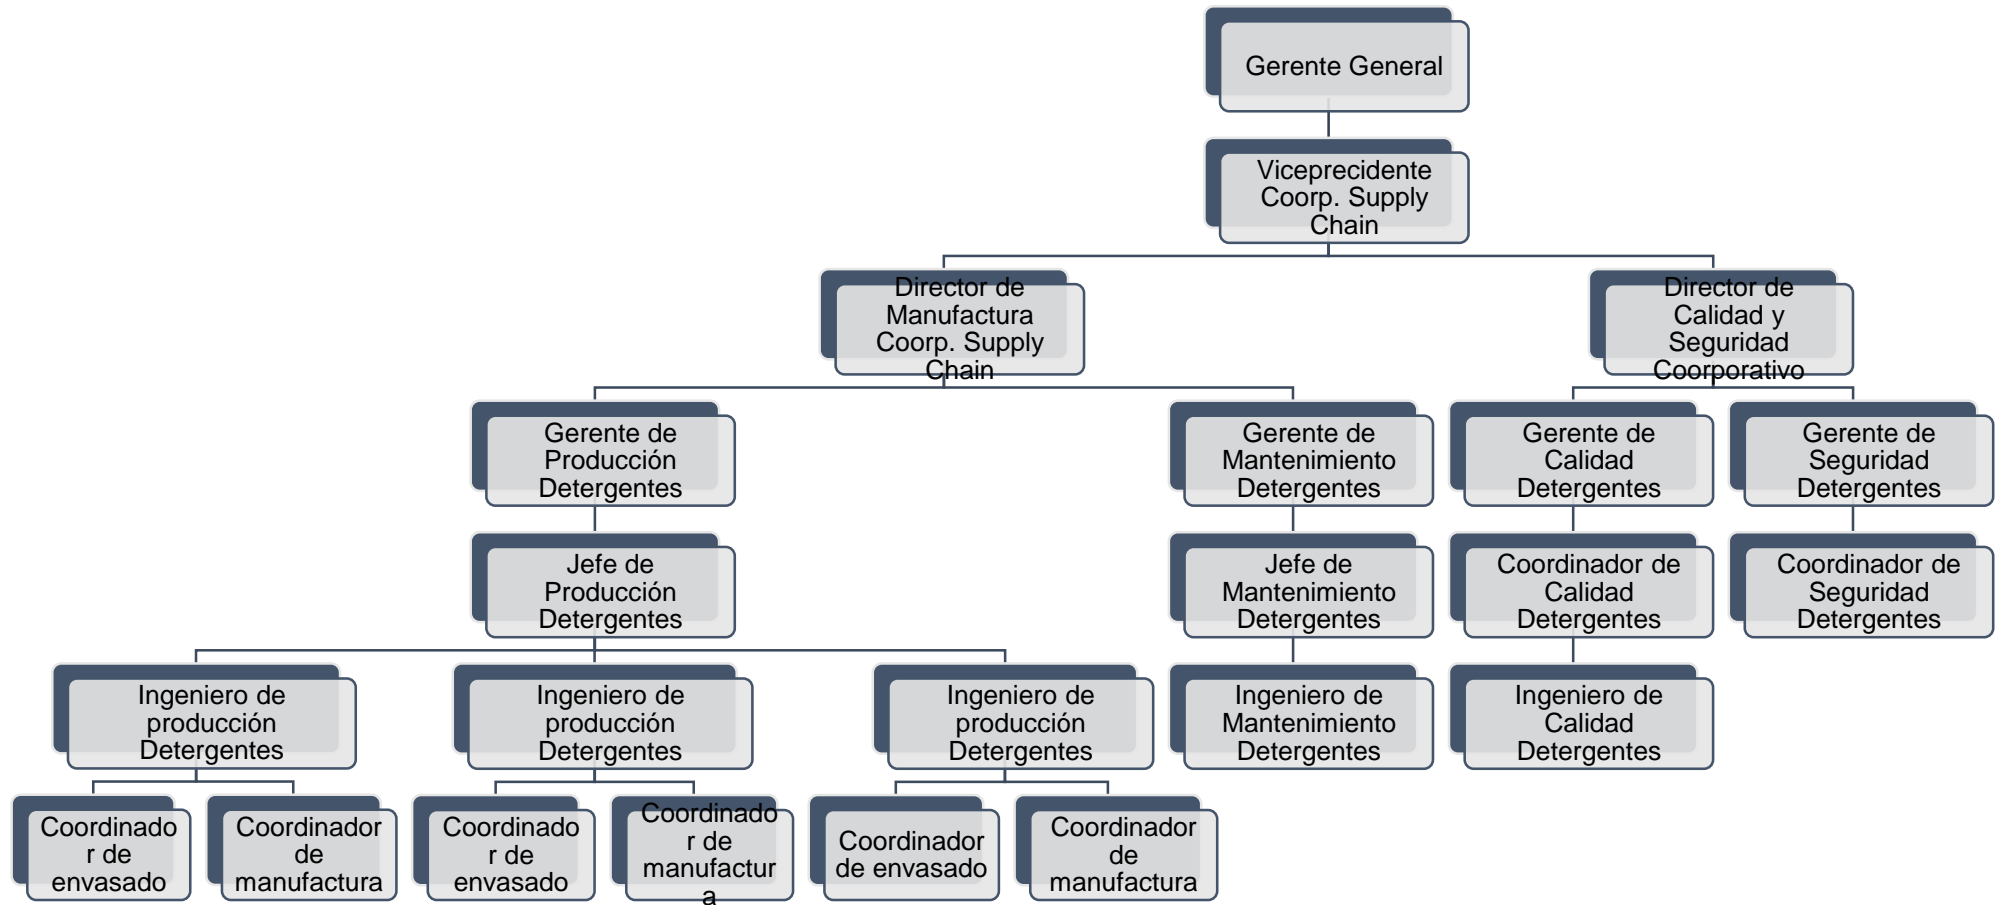 Gerente General
Viceprecidente
Coorp. Supply
Chain
Director de
Manufactura
Coorp. Supply
Chain
Director de
Calidad y
Seguridad
Coorporativo
Gerente de
Producción
Detergentes
Gerente de
Mantenimiento
Detergentes
Gerente de
Calidad
Detergentes
Gerente de
Seguridad
Detergentes
Jefe de
Producción
Detergentes
Jefe de
Mantenimiento
Detergentes
Coordinador de
Calidad
Detergentes
Coordinador de
Seguridad
Detergentes
Ingeniero de
producción
Detergentes
Ingeniero de
producción
Detergentes
Ingeniero de
producción
Detergentes
Ingeniero de
Mantenimiento
Detergentes
Ingeniero de
Calidad
Detergentes
Coordinado
r de
envasado
Coordinador
de
manufactura
Coordinado
r de
envasado
Coordinado
r de
manufactur
a
Coordinador
de envasado
Coordinador
de
manufactura